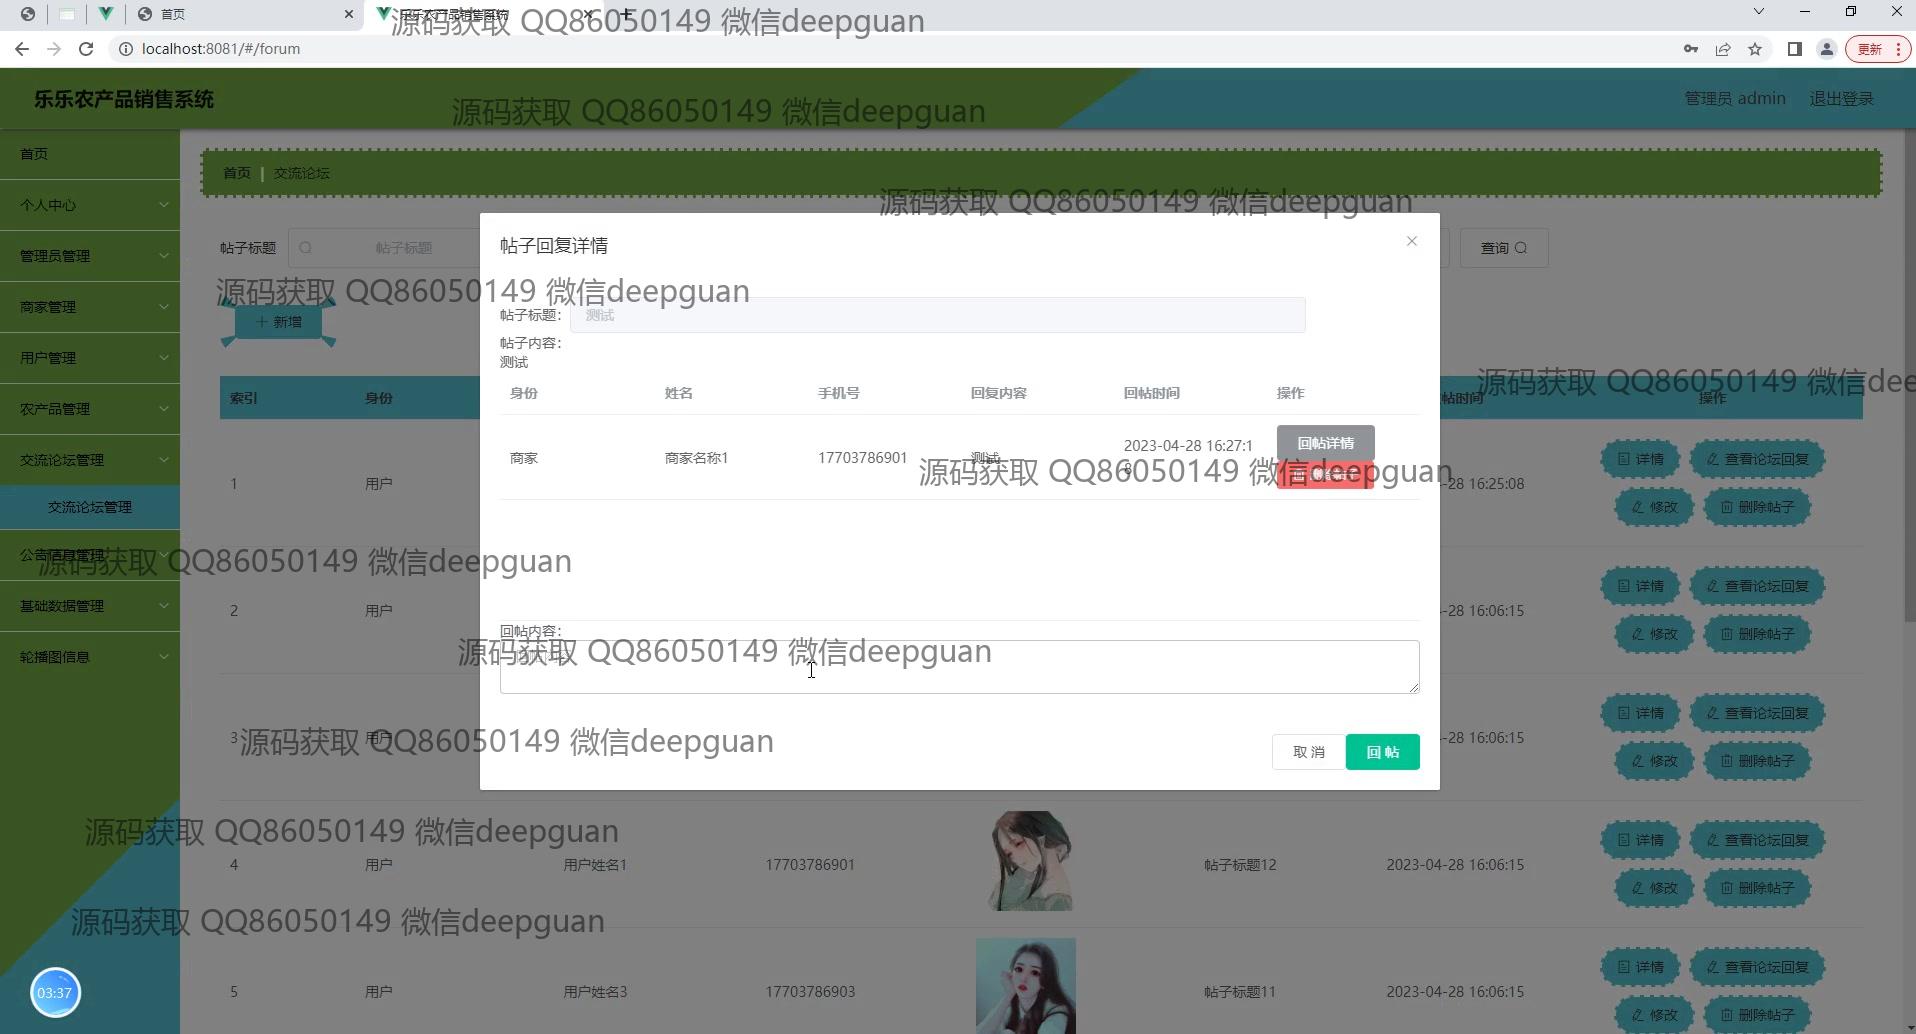 首页
乐乐农产品销售系统
源码获取 QQ86050149 微信deepguan
localhost:8081/#/forum
更新
乐乐农产品销售系统
源码获取 QQ86050149 微信deepguan
管理员 admin
退出登录
首页
个人中心
管理员管理
商家管理
用户管理
农产品管理
交流论坛管理
交流论坛管理
公告信息管理
基础数据管理
轮播图信息
首页 | 交流论坛
源码获取 QQ86050149 微信deepguan
帖子标题
帖子标题
查询
新增
源码获取 QQ86050149 微信deepguan
帖子回复详情
帖子标题:
测试
帖子内容:
测试
身份 姓名 手机号 回复内容 回帖时间 操作
商家 商家名称1 17703786901 测试 2023-04-28 16:27:1
8
回帖详情
源码获取 QQ86050149 微信deepguan
回帖内容:
源码获取 QQ86050149 微信deepguan
取 消
回 帖
源码获取 QQ86050149 微信deepguan
索引 身份
帖时间 操作
源码获取 QQ86050149 微信dee
1 用户
-28 16:25:08
详情 查看论坛回复
修改 删除帖子
源码获取 QQ86050149 微信deepguan
2 用户
-28 16:06:15
详情 查看论坛回复
修改 删除帖子
3 用户
-28 16:06:15
详情 查看论坛回复
修改 删除帖子
源码获取 QQ86050149 微信deepguan
4 用户 用户姓名1 17703786901 帖子标题12 2023-04-28 16:06:15
详情 查看论坛回复
修改 删除帖子
源码获取 QQ86050149 微信deepguan
5 用户 用户姓名3 17703786903 帖子标题11 2023-04-28 16:06:15
详情 查看论坛回复
修改 删除帖子
03:37